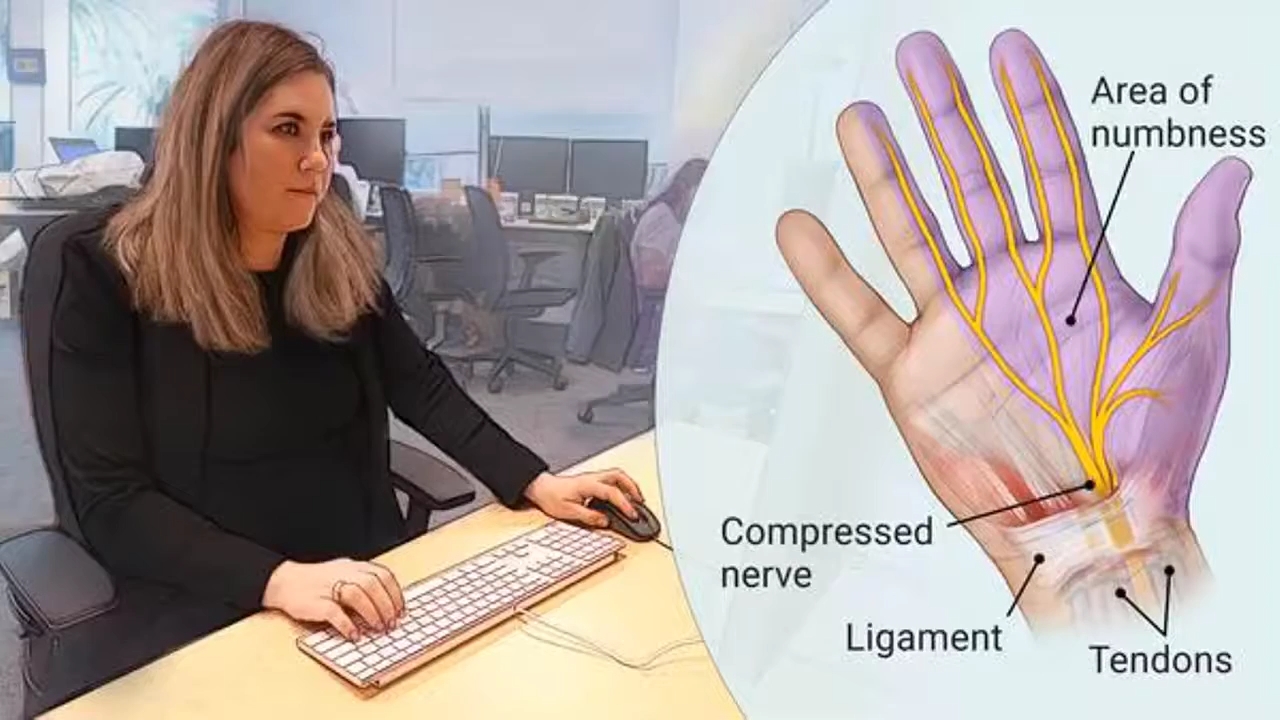 Area of
numbness
Compressed
nerve
Ligament
Tendons